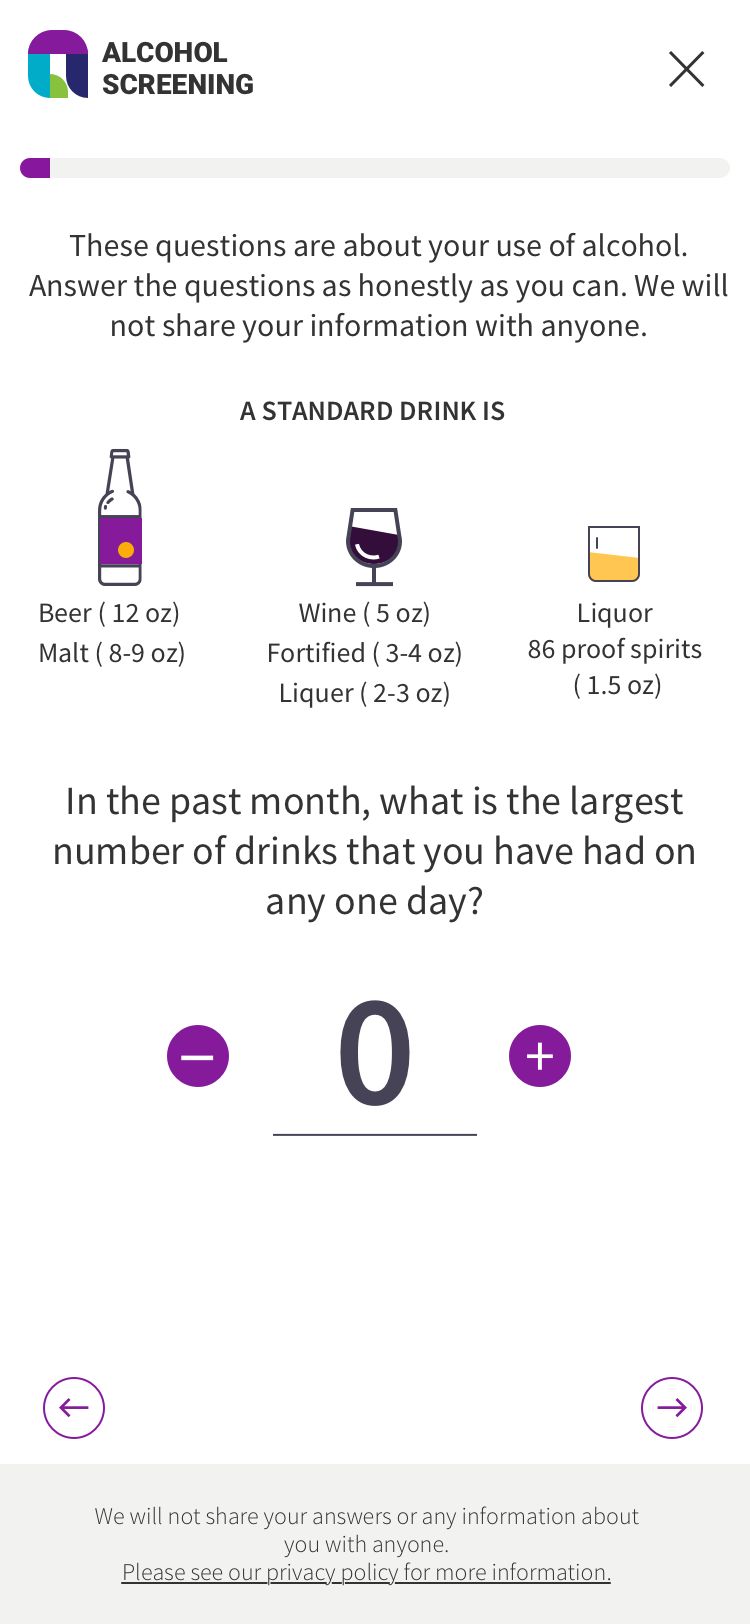 ALCOHOL
SCREENING
These questions are about your use of alcohol.
Answer the questions as honestly as you can. We will
not share your information with anyone.
A STANDARD DRINK IS
Beer ( 12 oz)
Malt ( 8-9 oz)
Wine ( 5 oz)
Fortified ( 3-4 oz)
Liquer ( 2-3 oz)
Liquor
86 proof spirits
( 1.5 oz)
In the past month, what is the largest
number of drinks that you have had on
any one day?
0
We will not share your answers or any information about
you with anyone.
Please see our privacy policy for more information.